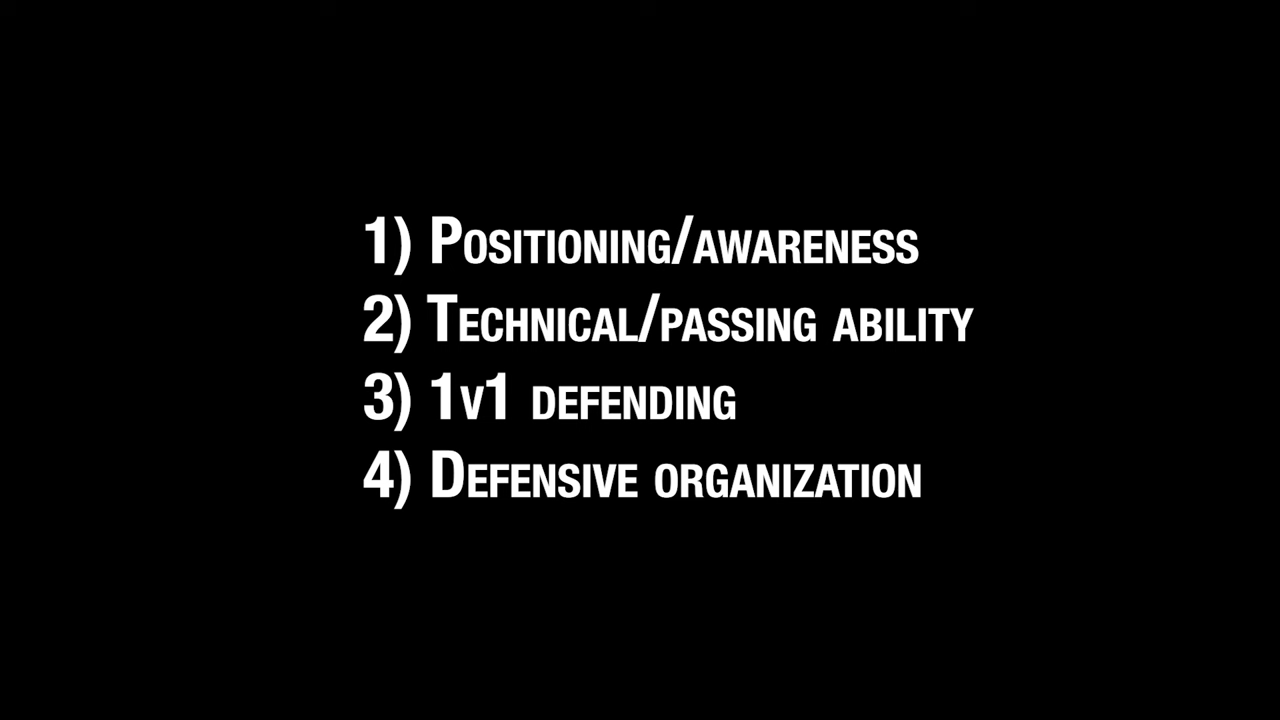 1) Positioning/awareness
2) Technical/passing ability
3) 1v1 defending
4) Defensive organization